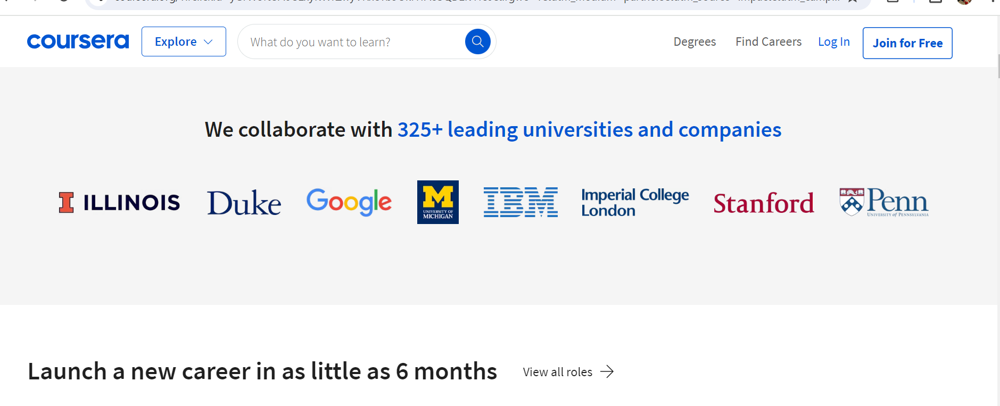 coursera
Explore
What do you want to learn?
Degrees
Find Careers
Log In
Join for Free
We collaborate with 325+ leading universities and companies
I ILLINOIS
Duke
Google
M
UNIVERSITY OF
MICHIGAN
IBM
Imperial College
London
Stanford
Penn
UNIVERSITY of PENNSYLVANIA
Launch a new career in as little as 6 months
View all roles